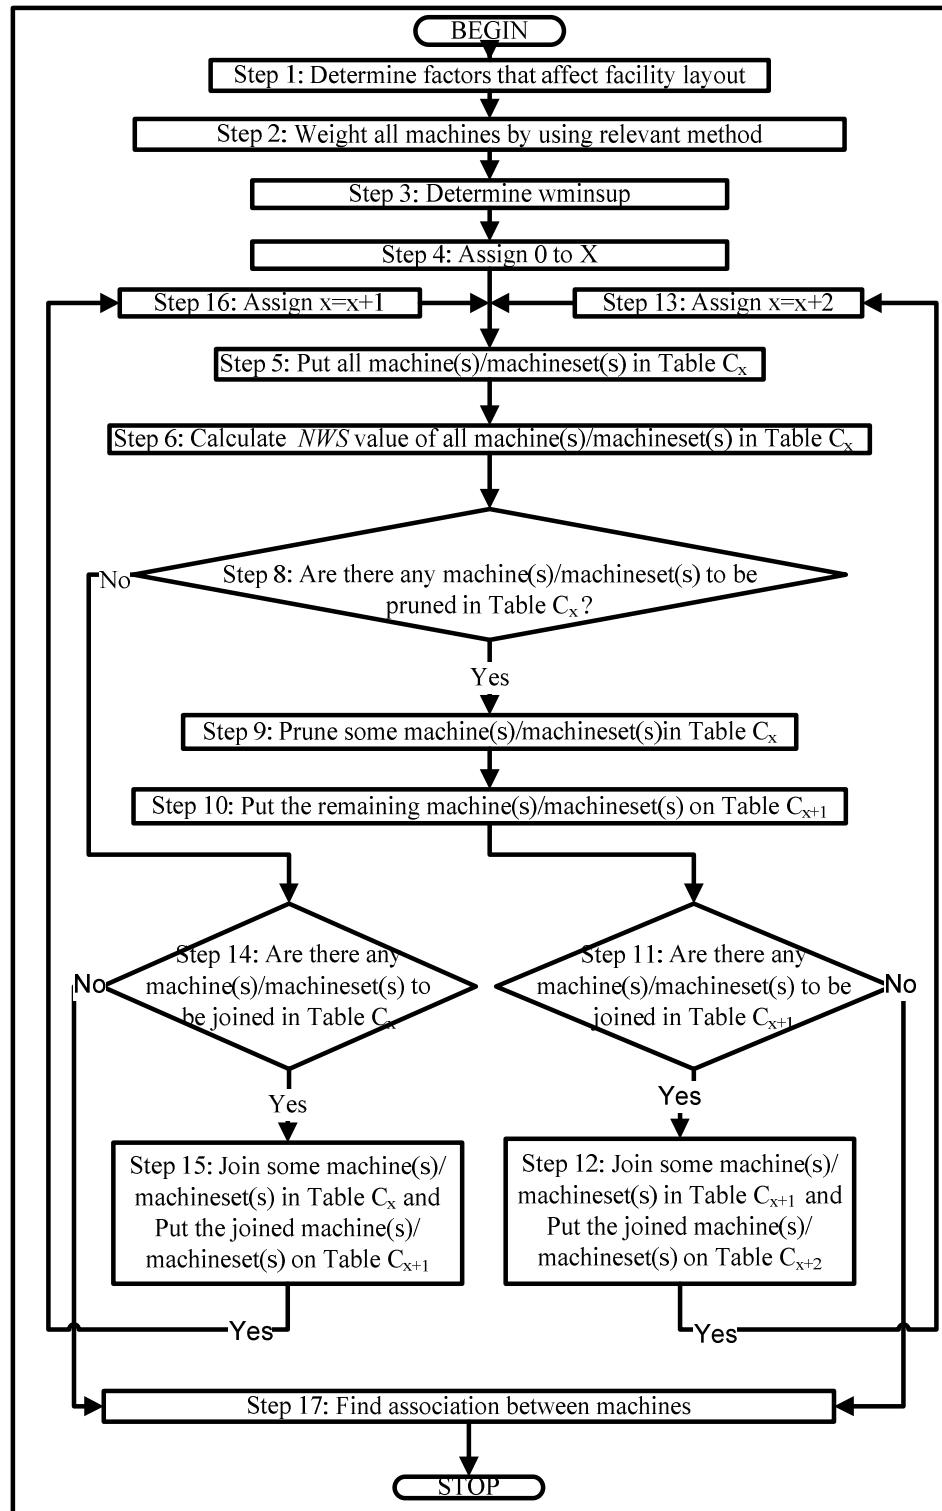 BEGIN
Step 1: Determine factors that affect facility layout
Step 2: Weight all machines by using relevant method
Step 3: Determine wminsup
Step 4: Assign 0 to X
Step 16: Assign x=x+1
Step 13: Assign x=x+2
Step 5: Put all machine(s)/machineset(s) in Table Cx
Step 6: Calculate NWS value of all machine(s)/machineset(s) in Table Cx
No
Step 8: Are there any machine(s)/machineset(s) to be
pruned in Table Cx?
Yes
Step 9: Prune some machine(s)/machineset(s)in Table Cx
Step 10: Put the remaining machine(s)/machineset(s) on Table Cx+1
No
Step 14: Are there any
machine(s)/machineset(s) to
be joined in Table Cx
Yes
Step 11: Are there any
machine(s)/machineset(s) to be
joined in Table Cx+1
No
Yes
Step 15: Join some machine(s)/
machineset(s) in Table Cx and
Put the joined machine(s)/
machineset(s) on Table Cx+1
Yes
Step 12: Join some machine(s)/
machineset(s) in Table Cx+1 and
Put the joined machine(s)/
machineset(s) on Table Cx+2
Yes
Step 17: Find association between machines
STOP